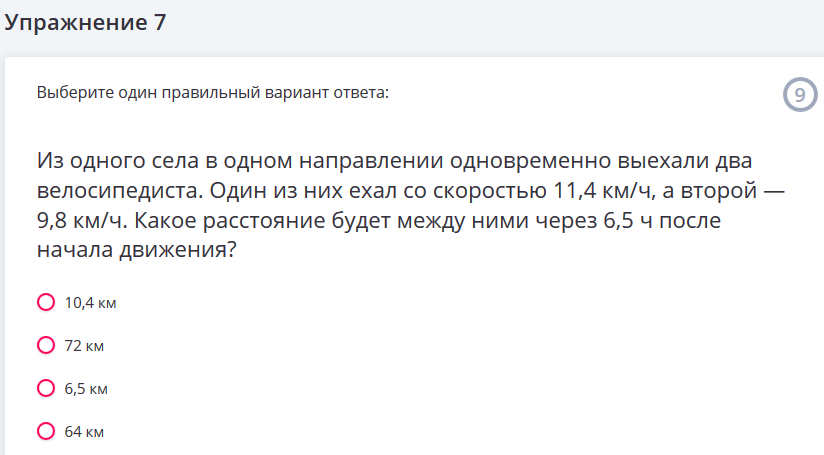 Упражнение 7
Выберите один правильный вариант ответа:
9
Из одного села в одном направлении одновременно выехали два
велосипедиста. Один из них ехал со скоростью 11,4 км/ч, а второй —
9,8 км/ч. Какое расстояние будет между ними через 6,5 ч после
начала движения?
10,4 км
72 км
6,5 км
64 км